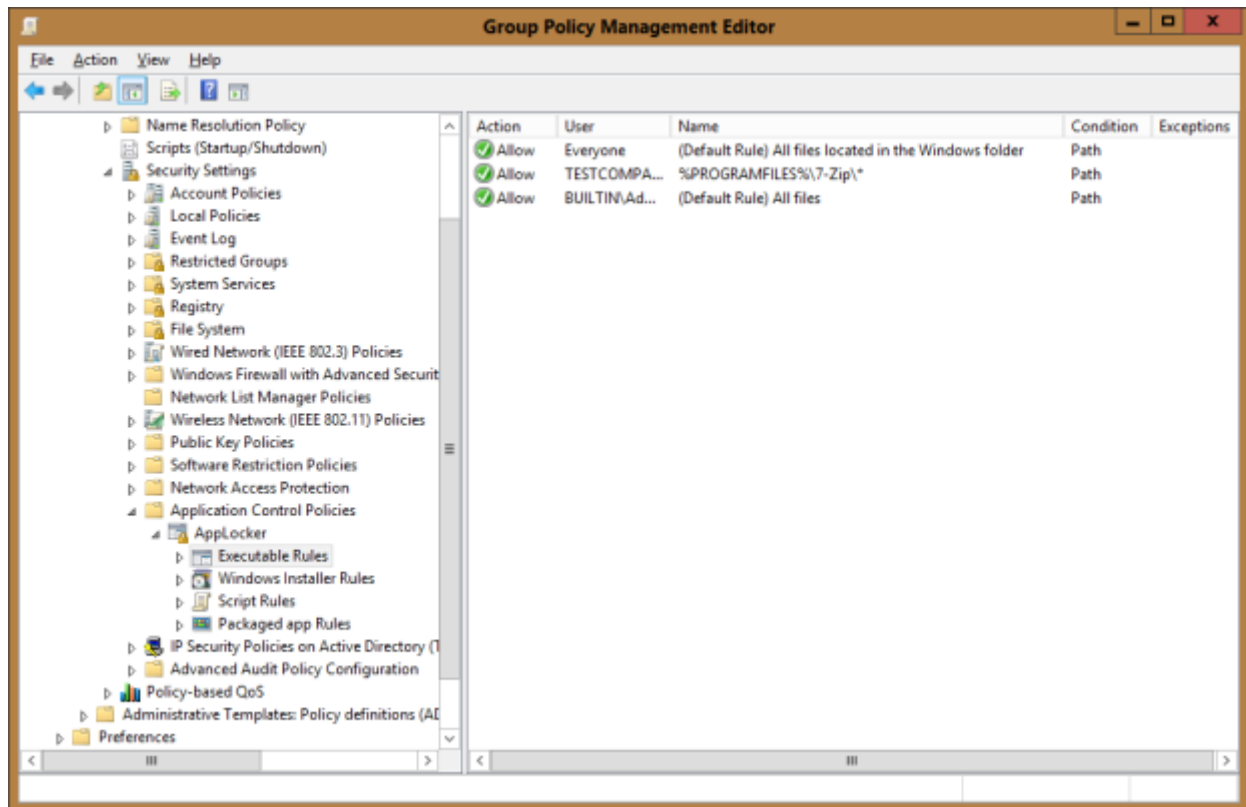 Group Policy Management Editor
File Action View Help
Name Resolution Policy
Scripts (Startup/Shutdown)
Security Settings
Account Policies
Local Policies
Event Log
Restricted Groups
System Services
Registry
File System
Wired Network (IEEE 802.3) Policies
Windows Firewall with Advanced Securit
Network List Manager Policies
Wireless Network (IEEE 802.11) Policies
Public Key Policies
Software Restriction Policies
Network Access Protection
Application Control Policies
AppLocker
Executable Rules
Windows Installer Rules
Script Rules
Packaged app Rules
IP Security Policies on Active Directory (T
Advanced Audit Policy Configuration
Policy-based QoS
Administrative Templates: Policy definitions (AD
Preferences
Action User Name Condition Exceptions
Allow Everyone (Default Rule) All files located in the Windows folder Path
Allow TESTCOMPA... %PROGRAMFILES%\7-Zip\* Path
Allow BUILTIN\Ad... (Default Rule) All files Path